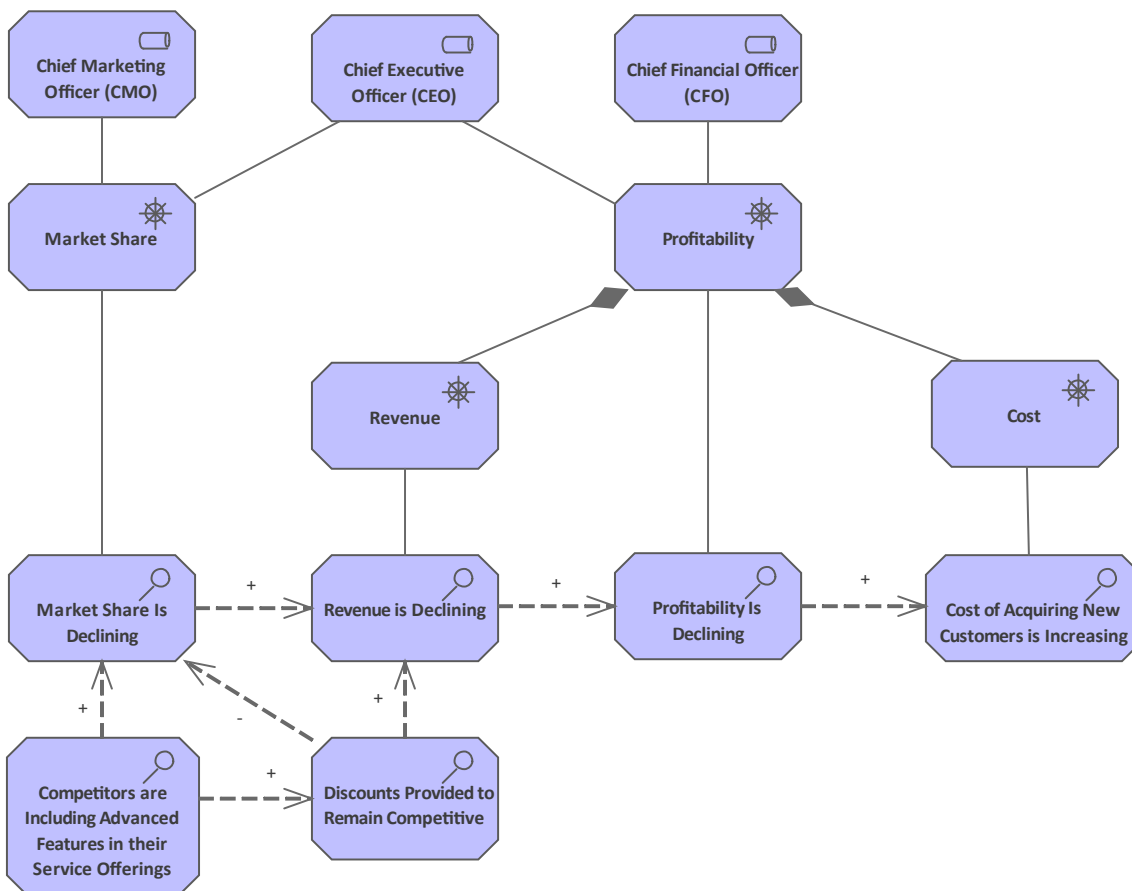 Chief Marketing
Officer (CMO)
Chief Executive
Officer (CEO)
Chief Financial Officer
(CFO)
Market Share
Profitability
Revenue
Cost
Market Share Is
Declining
+
Revenue is Declining
+
Profitability Is
Declining
+
Cost of Acquiring New
Customers is Increasing
+
-
+
Competitors are
Including Advanced
Features in their
Service Offerings
+
Discounts Provided to
Remain Competitive